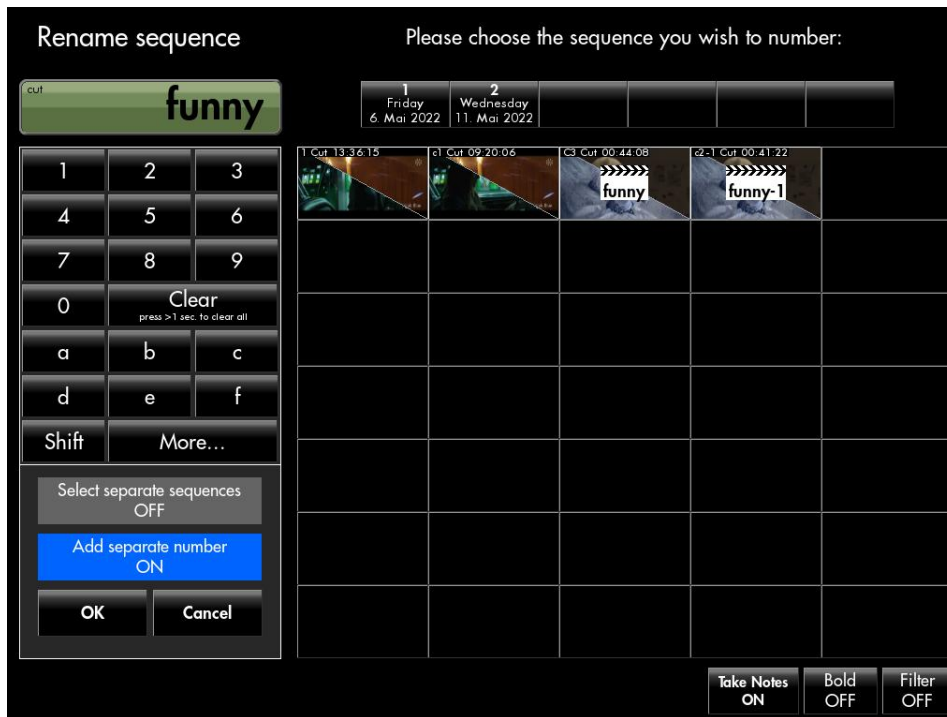 Rename sequence
Please choose the sequence you wish to number:
cut
funny
1
Friday
6. Mai 2022
2
Wednesday
11. Mai 2022
1 2 3
4 5 6
7 8 9
0 Clear
press >1 sec. to clear all
a b c
d e f
Shift More...
Select separate sequences
OFF
Add separate number
ON
OK Cancel
1 Cut 13:36:15
c1 Cut 09:20:06
C3 Cut 00:44:08
funny
c2-1 Cut 00:41:22
funny-1
Take Notes
ON
Bold
OFF
Filter
OFF